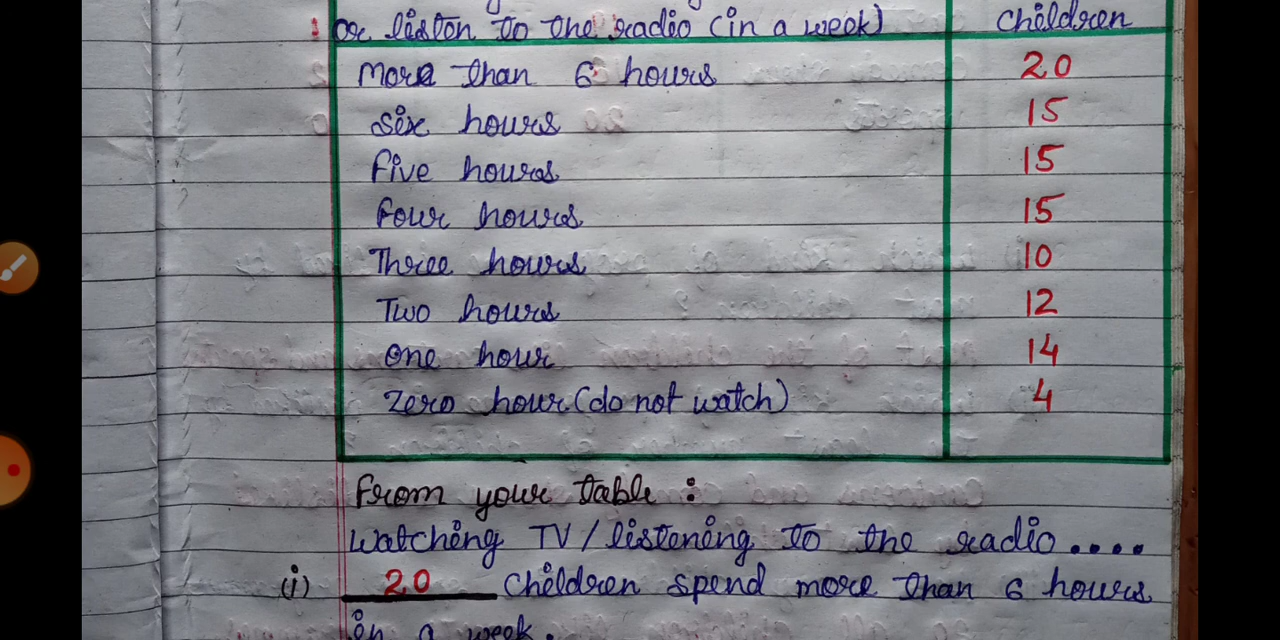 or listen to the radio (in a week) children
More than 6 hours 20
Six hours 15
Five hours 15
Four hours 15
Three hours 10
Two hours 12
One hour 14
Zero hour (do not watch) 4
From your table :
Watching TV / listening to the radio ....
(i) 20 Children spend more than 6 hours
in a week.